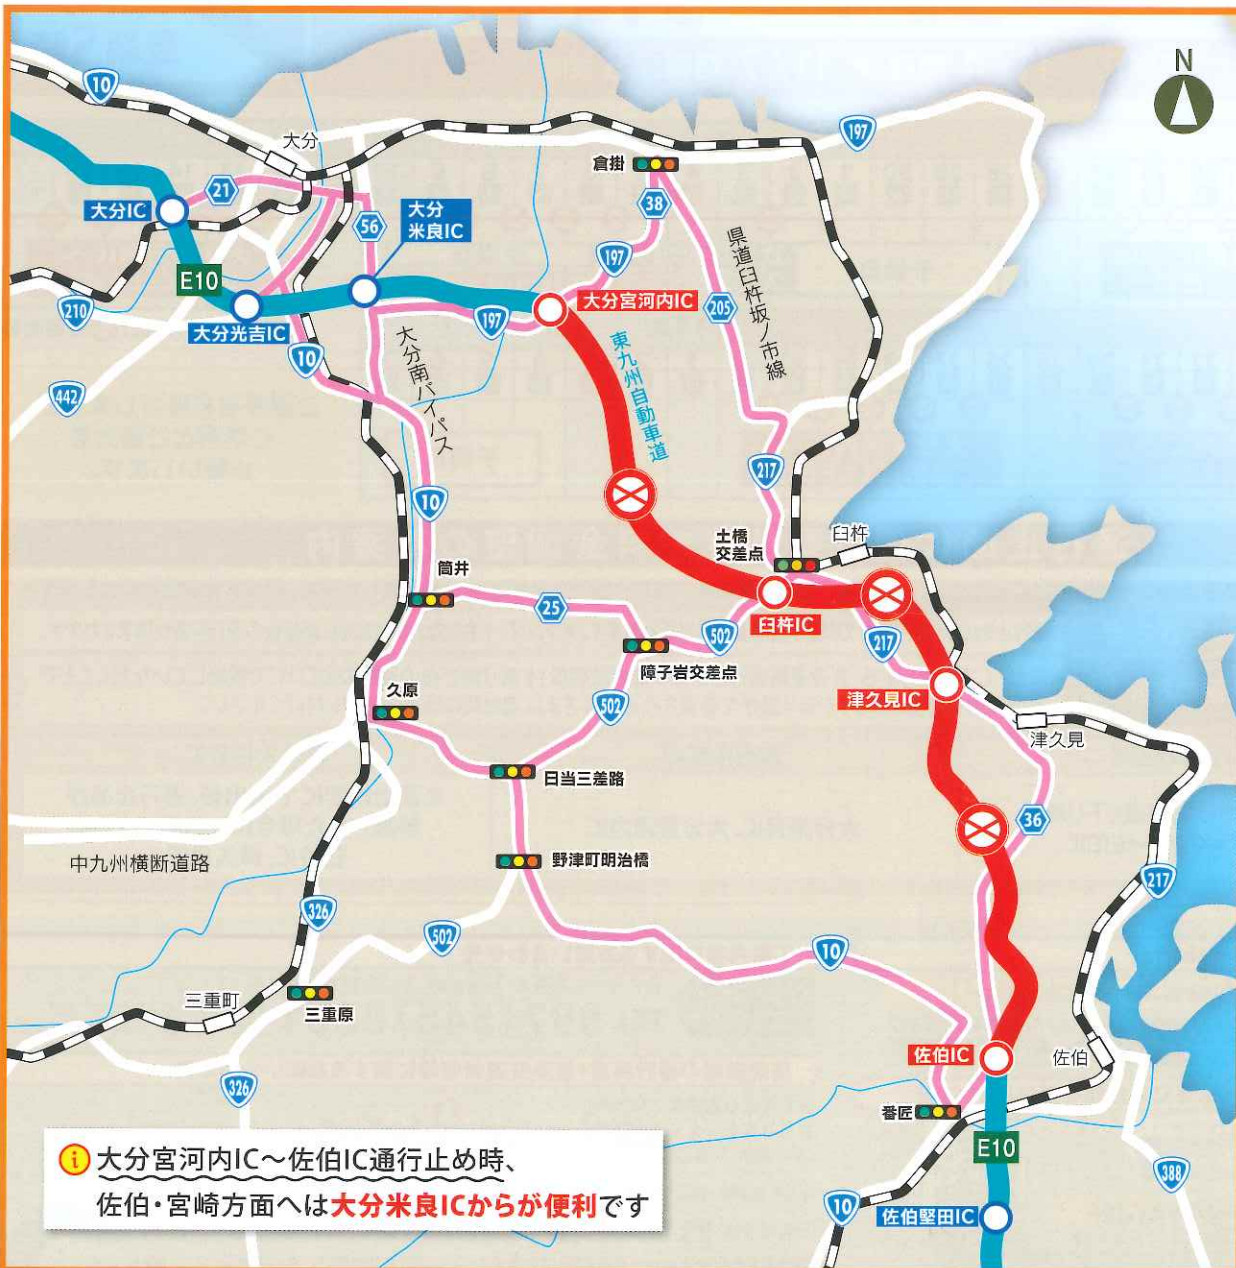 N
10
大分
197
倉掛
21
大分IC
大分
米良IC
56
38
県道臼杵坂ノ市線
E10
197
大分宮河内IC
210
大分光吉IC
197
205
10
大分南バイパス
東九州自動車道
442
217
10
土橋
交差点
臼杵
筒井
25
臼杵IC
502
217
障子岩交差点
久原
502
津久見IC
津久見
日当三差路
36
野津町明治橋
中九州横断道路
217
326
502
10
三重町
三重原
佐伯IC
佐伯
326
番匠
E10
388
10
佐伯堅田IC
i 大分宮河内IC～佐伯IC通行止め時、
佐伯・宮崎方面へは大分米良ICからが便利です